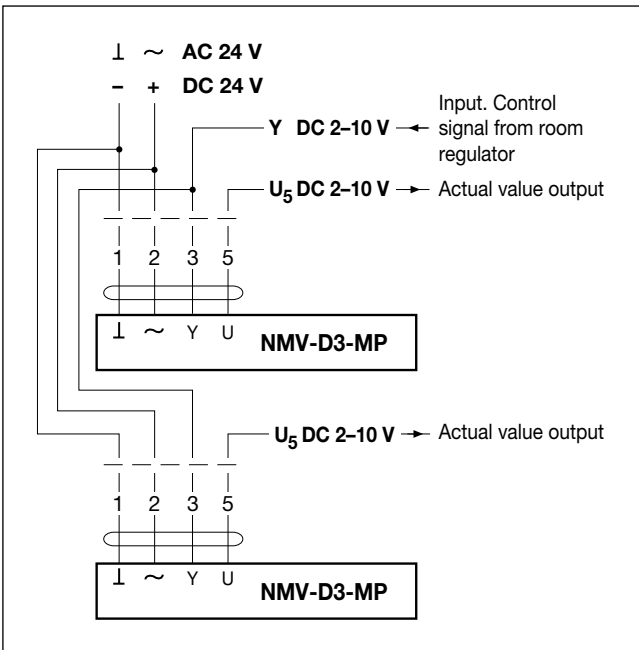 ⊥ ~ AC 24 V
– + DC 24 V
Y DC 2–10 V
Input. Control
signal from room
regulator
U5 DC 2–10 V
Actual value output
1 2 3 5
⊥ ~ Y U
NMV-D3-MP
U5 DC 2–10 V
Actual value output
1 2 3 5
⊥ ~ Y U
NMV-D3-MP